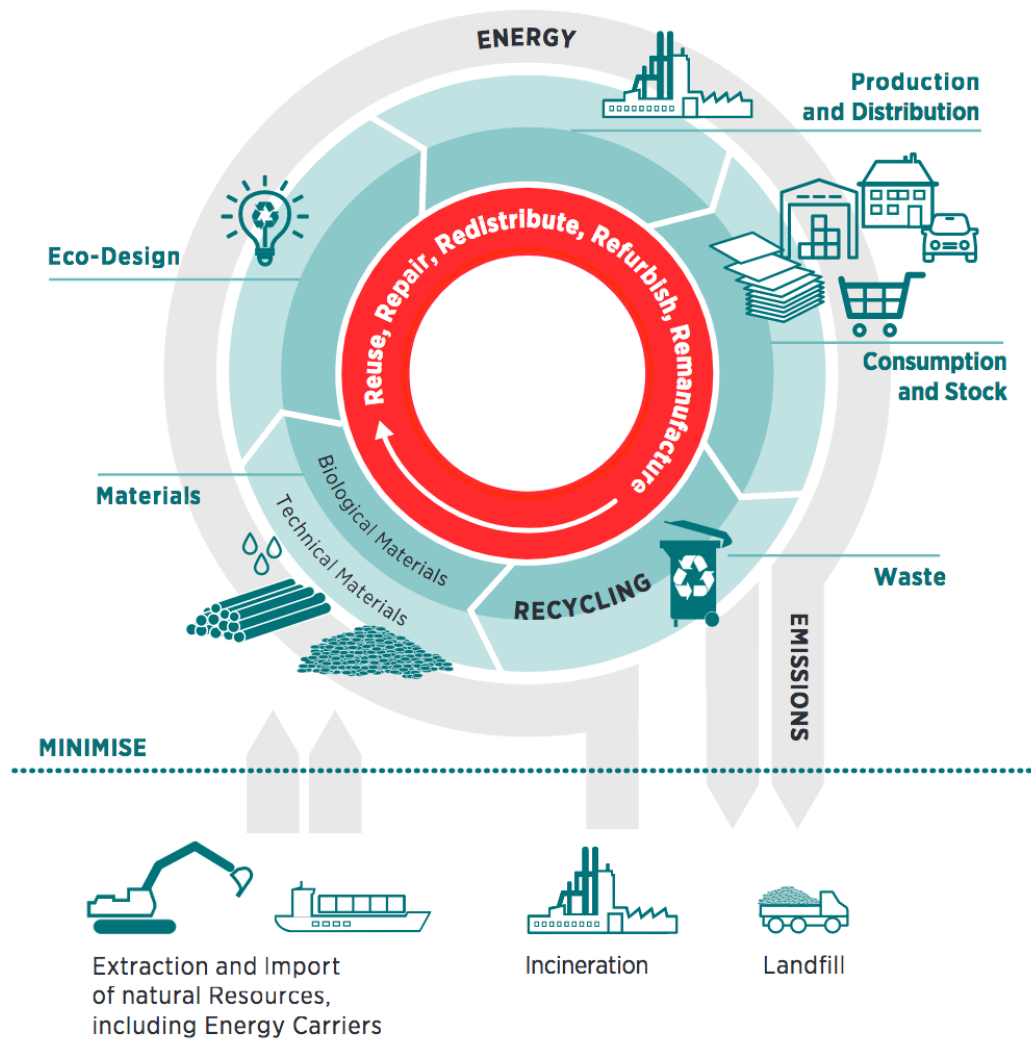 ENERGY
Production
and Distribution
Eco-Design
Reuse, Repair, Redistribute, Refurbish, Remanufacture
Consumption
and Stock
Materials
Biological Materials
Technical Materials
RECYCLING
Waste
EMISSIONS
MINIMISE
Extraction and Import
of natural Resources,
including Energy Carriers
Incineration
Landfill